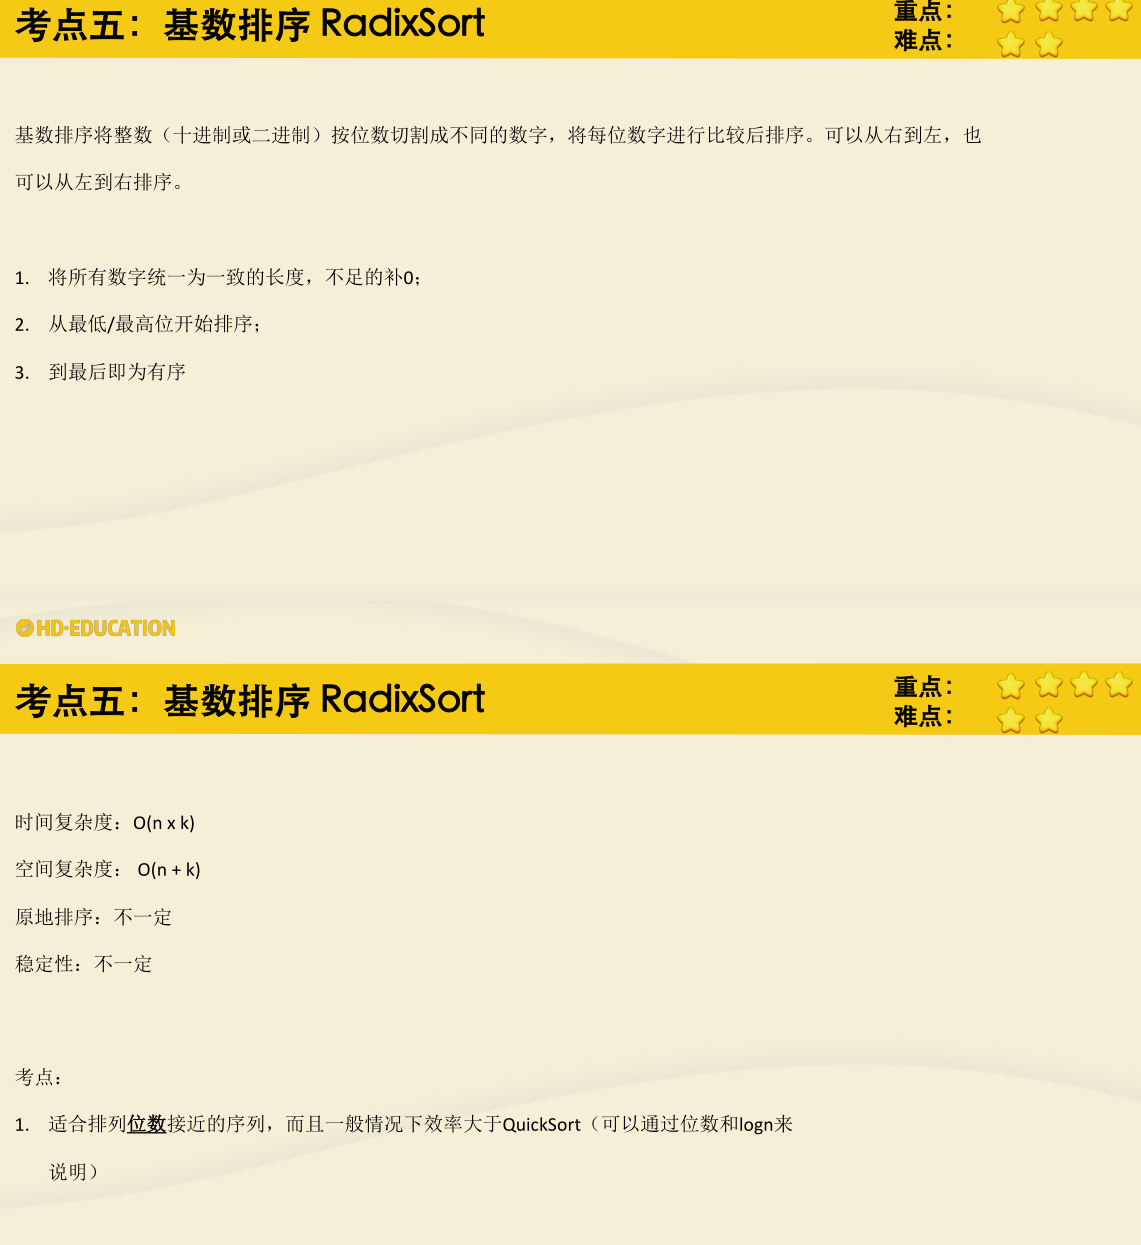 考点五：基数排序 RadixSort
重点：
难点：
基数排序将整数（十进制或二进制）按位数切割成不同的数字，将每位数字进行比较后排序。可以从右到左，也
可以从左到右排序。
1. 将所有数字统一为一致的长度，不足的补0；
2. 从最低/最高位开始排序；
3. 到最后即为有序
HD·EDUCATION
考点五：基数排序 RadixSort
重点：
难点：
时间复杂度：O(n x k)
空间复杂度： O(n + k)
原地排序：不一定
稳定性：不一定
考点：
1. 适合排列位数接近的序列，而且一般情况下效率大于QuickSort（可以通过位数和logn来
说明）